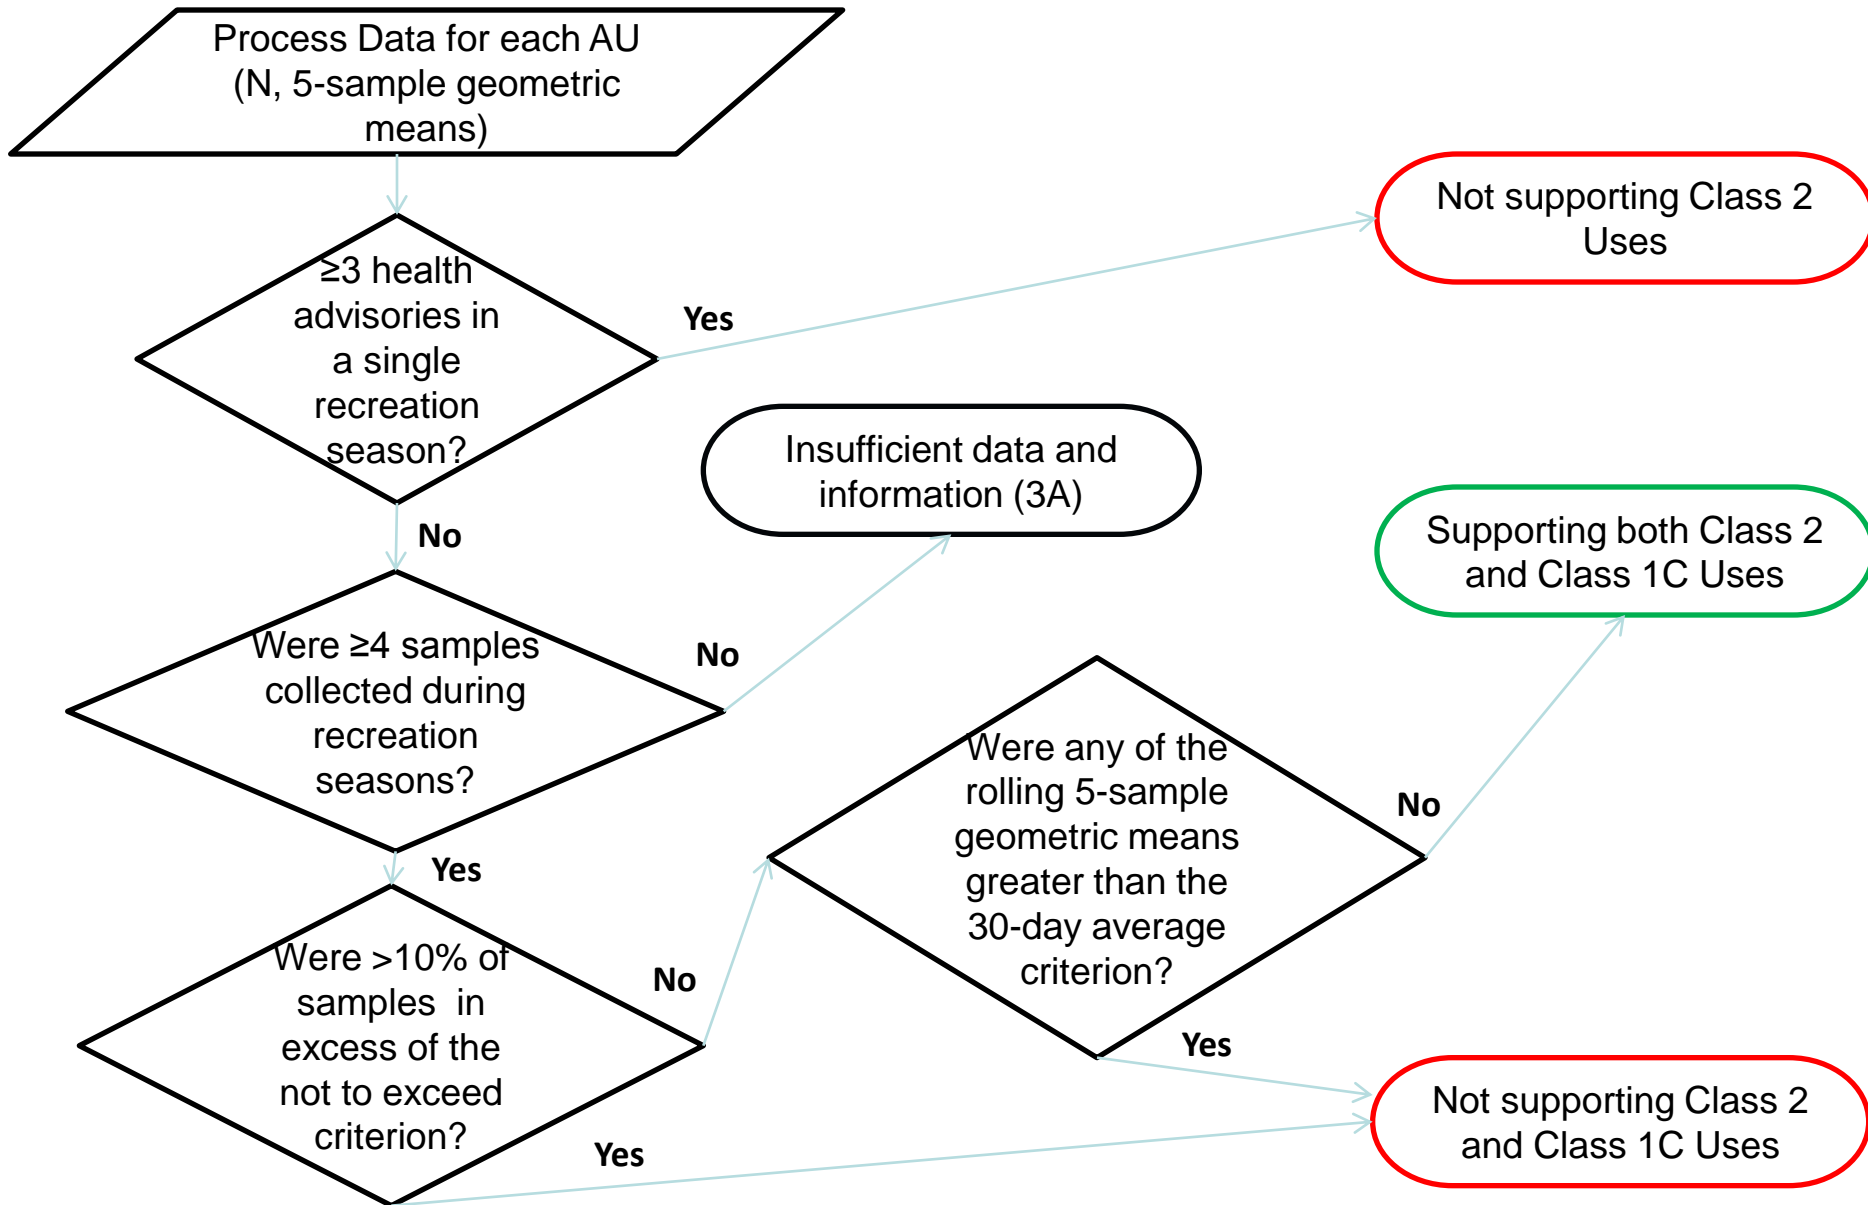 Process Data for each AU
(N, 5-sample geometric
means)
≥3 health
advisories in
a single
recreation
season?
Yes
Not supporting Class 2
Uses
No
Insufficient data and
information (3A)
Were ≥4 samples
collected during
recreation
seasons?
No
Yes
Supporting both Class 2
and Class 1C Uses
Were >10% of
samples  in
excess of the
not to exceed
criterion?
No
Yes
Were any of the
rolling 5-sample
geometric means
greater than the
30-day average
criterion?
No
Yes
Not supporting Class 2
and Class 1C Uses